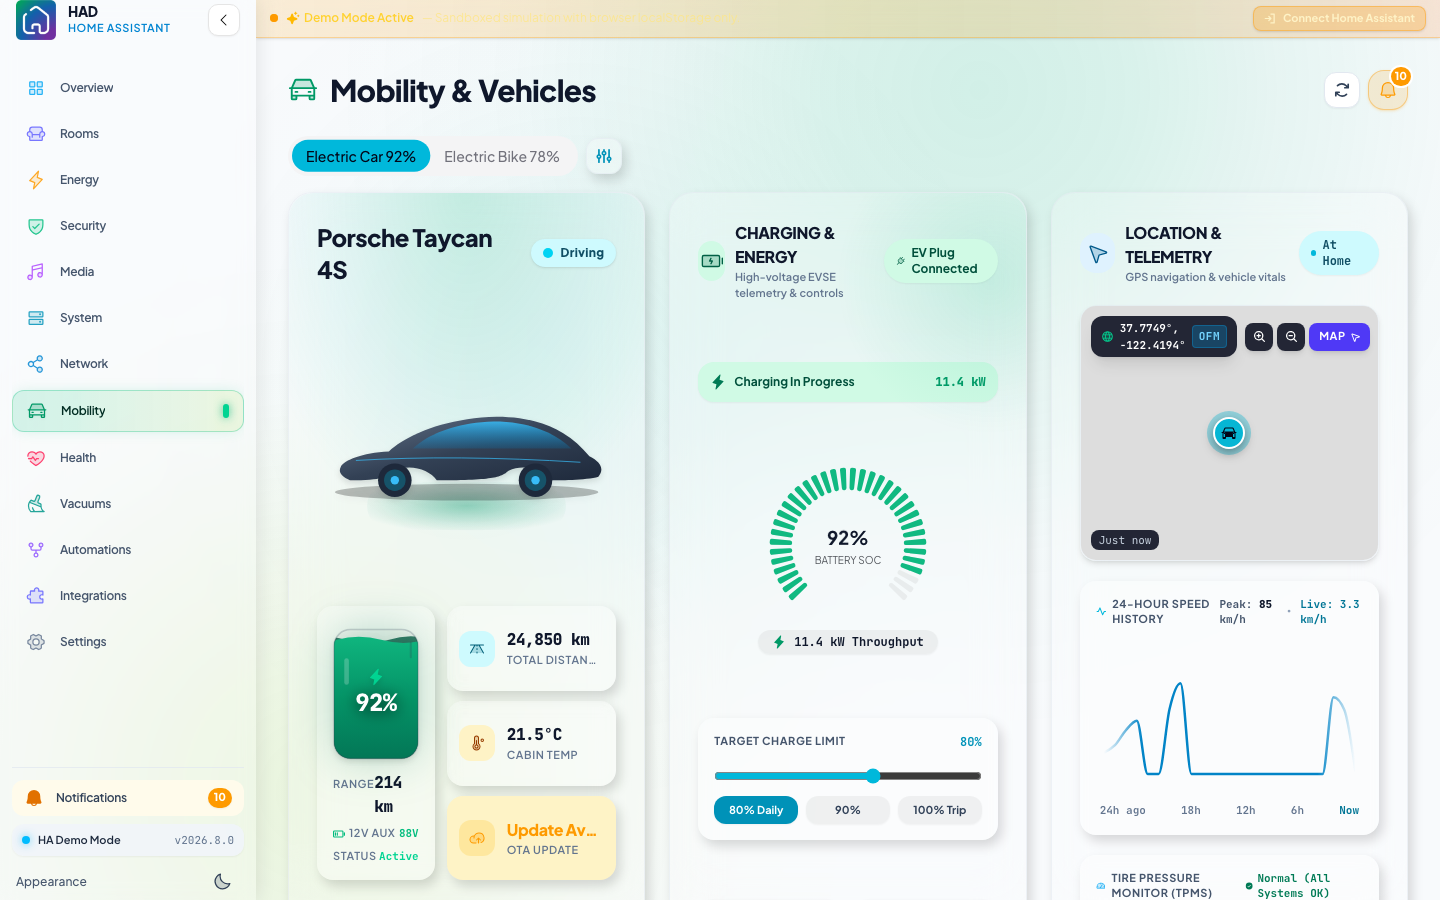 HAD
HOME ASSISTANT
Overview
Rooms
Energy
Security
Media
System
Network
Mobility
Health
Vacuums
Automations
Integrations
Settings
Notifications
10
HA Demo Mode
v2026.8.0
Appearance
Demo Mode Active
Connect Home Assistant
Mobility & Vehicles
10
Electric Car 92%
Electric Bike 78%
Porsche Taycan
4S
Driving
92%
RANGE 214
km
12V AUX 88V
STATUS Active
24,850 km
TOTAL DISTAN...
21.5°C
CABIN TEMP
Update Av...
OTA UPDATE
CHARGING &
ENERGY
High-voltage EVSE
telemetry & controls
EV Plug
Connected
Charging In Progress
11.4 kW
92%
BATTERY SOC
11.4 kW Throughput
TARGET CHARGE LIMIT
80%
80% Daily
90%
100% Trip
LOCATION &
TELEMETRY
GPS navigation & vehicle vitals
At
Home
37.7749°,
-122.4194°
OFM
MAP
Just now
24-HOUR SPEED
HISTORY
Peak: 85
km/h
•
Live: 3.3
km/h
24h ago
18h
12h
6h
Now
TIRE PRESSURE
MONITOR (TPMS)
Normal (All
Systems OK)